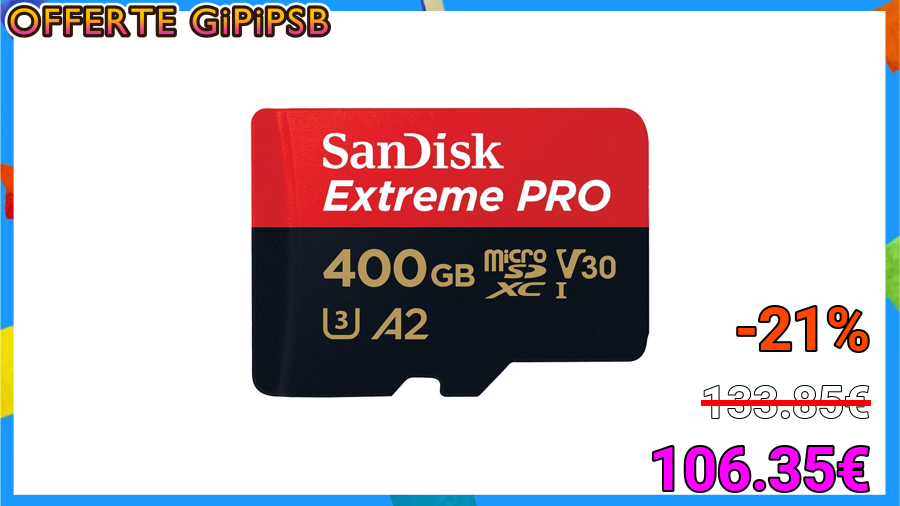 OFFERTE GiPiPSB
SanDisk
Extreme PRO
400GB micro SD XC I V30
U3 A2
-21%
133.85€
106.35€